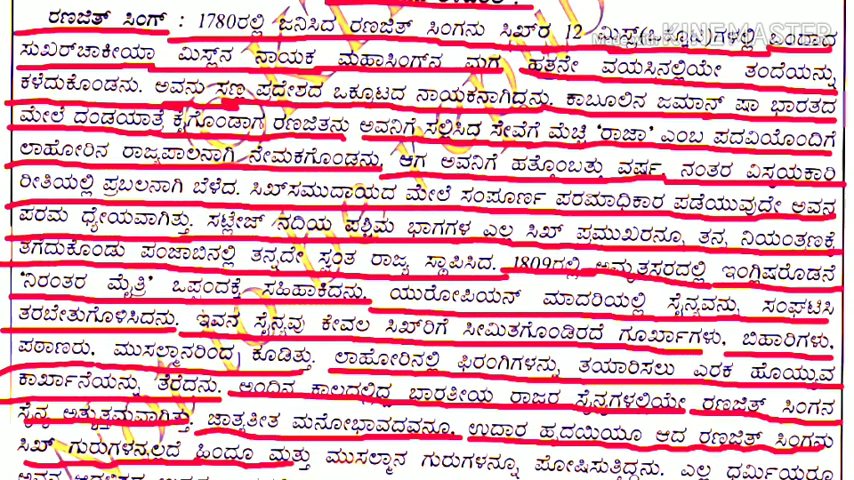 ರಣಜಿತ್ ಸಿಂಗ್ : 1780ರಲ್ಲಿ ಜನಿಸಿದ ರಣಜಿತ್ ಸಿಂಗನು ಸಿಖ್‌ರ 12 ಮಿಸ್ಲ್(ಒಕ್ಕೂಟ)ಗಳಲ್ಲಿ ಒಂದಾದ
KINEMASTER
ಸುಖರ್‌ಚಾಕೀಯಾ ಮಿಸ್ಲ್‌ನ ನಾಯಕ ಮಹಾಸಿಂಗ್‌ನ ಮಗ ಹತ್ತನೇ ವಯಸಿನಲ್ಲಿಯೇ ತಂದೆಯನ್ನು
ಕಳೆದುಕೊಂಡನು. ಅವನು ಸಣ್ಣ ಪ್ರದೇಶದ ಒಕ್ಕೂಟದ ನಾಯಕನಾಗಿದ್ದನು. ಕಾಬೂಲಿನ ಜಮಾನ್ ಷಾ ಭಾರತದ
ಮೇಲೆ ದಂಡಯಾತ್ರೆ ಕೈಗೊಂಡಾಗ ರಣಜಿತನು ಅವನಿಗೆ ಸಲ್ಲಿಸಿದ ಸೇವೆಗೆ ಮೆಚ್ಚಿ 'ರಾಜಾ' ಎಂಬ ಪದವಿಯೊಂದಿಗೆ
ಲಾಹೋರಿನ ರಾಜ್ಯಪಾಲನಾಗಿ ನೇಮಕಗೊಂಡನು. ಆಗ ಅವನಿಗೆ ಹತ್ತೊಂಬತ್ತು ವರ್ಷ. ನಂತರ ವಿಸ್ಮಯಕಾರಿ
ರೀತಿಯಲ್ಲಿ ಪ್ರಬಲನಾಗಿ ಬೆಳೆದ. ಸಿಖ್‌ಸಮುದಾಯದ ಮೇಲೆ ಸಂಪೂರ್ಣ ಪರಮಾಧಿಕಾರ ಪಡೆಯುವುದೇ ಅವನ
ಪರಮ ಧ್ಯೇಯವಾಗಿತ್ತು. ಸಟ್ಲೇಜ್ ನದಿಯ ಪಶ್ಚಿಮ ಭಾಗಗಳ ಎಲ್ಲ ಸಿಖ್ ಪ್ರಮುಖರನ್ನೂ ತನ್ನ ನಿಯಂತ್ರಣಕ್ಕೆ
ತೆಗೆದುಕೊಂಡು ಪಂಜಾಬಿನಲ್ಲಿ ತನ್ನದೇ ಸ್ವಂತ ರಾಜ್ಯ ಸ್ಥಾಪಿಸಿದ. 1809ರಲ್ಲಿ ಅಮೃತಸರದಲ್ಲಿ ಇಂಗ್ಲಿಷರೊಡನೆ
'ನಿರಂತರ ಮೈತ್ರಿ' ಒಪ್ಪಂದಕ್ಕೆ ಸಹಿಹಾಕಿದನು. ಯುರೋಪಿಯನ್ ಮಾದರಿಯಲ್ಲಿ ಸೈನ್ಯವನ್ನು ಸಂಘಟಿಸಿ
ತರಬೇತುಗೊಳಿಸಿದನು. ಇವನ ಸೈನ್ಯವು ಕೇವಲ ಸಿಖ್‌ರಿಗೆ ಸೀಮಿತಗೊಂಡಿರದೆ ಗೂರ್ಖಾಗಳು, ಬಿಹಾರಿಗಳು,
ಪಠಾಣರು, ಮುಸಲ್ಮಾನರಿಂದ ಕೂಡಿತ್ತು. ಲಾಹೋರಿನಲ್ಲಿ ಫಿರಂಗಿಗಳನ್ನು ತಯಾರಿಸಲು ಎರಕ ಹೊಯ್ಯುವ
ಕಾರ್ಖಾನೆಯನ್ನು ತೆರೆದನು. ಅಂದಿನ ಕಾಲದಲ್ಲಿದ್ದ ಭಾರತೀಯ ರಾಜರ ಸೈನ್ಯಗಳಲ್ಲಿಯೇ ರಣಜಿತ್ ಸಿಂಗನ
ಸೈನ್ಯ ಅತ್ಯುತ್ತಮವಾಗಿತ್ತು. ಜಾತ್ಯತೀತ ಮನೋಭಾವದವನೂ, ಉದಾರ ಹೃದಯಿಯೂ ಆದ ರಣಜಿತ್ ಸಿಂಗನು
ಸಿಖ್ ಗುರುಗಳನ್ನಲ್ಲದೆ ಹಿಂದೂ ಮತ್ತು ಮುಸಲ್ಮಾನ ಗುರುಗಳನ್ನೂ ಪೋಷಿಸುತ್ತಿದ್ದನು. ಎಲ್ಲ ಧರ್ಮಿಯರೂ